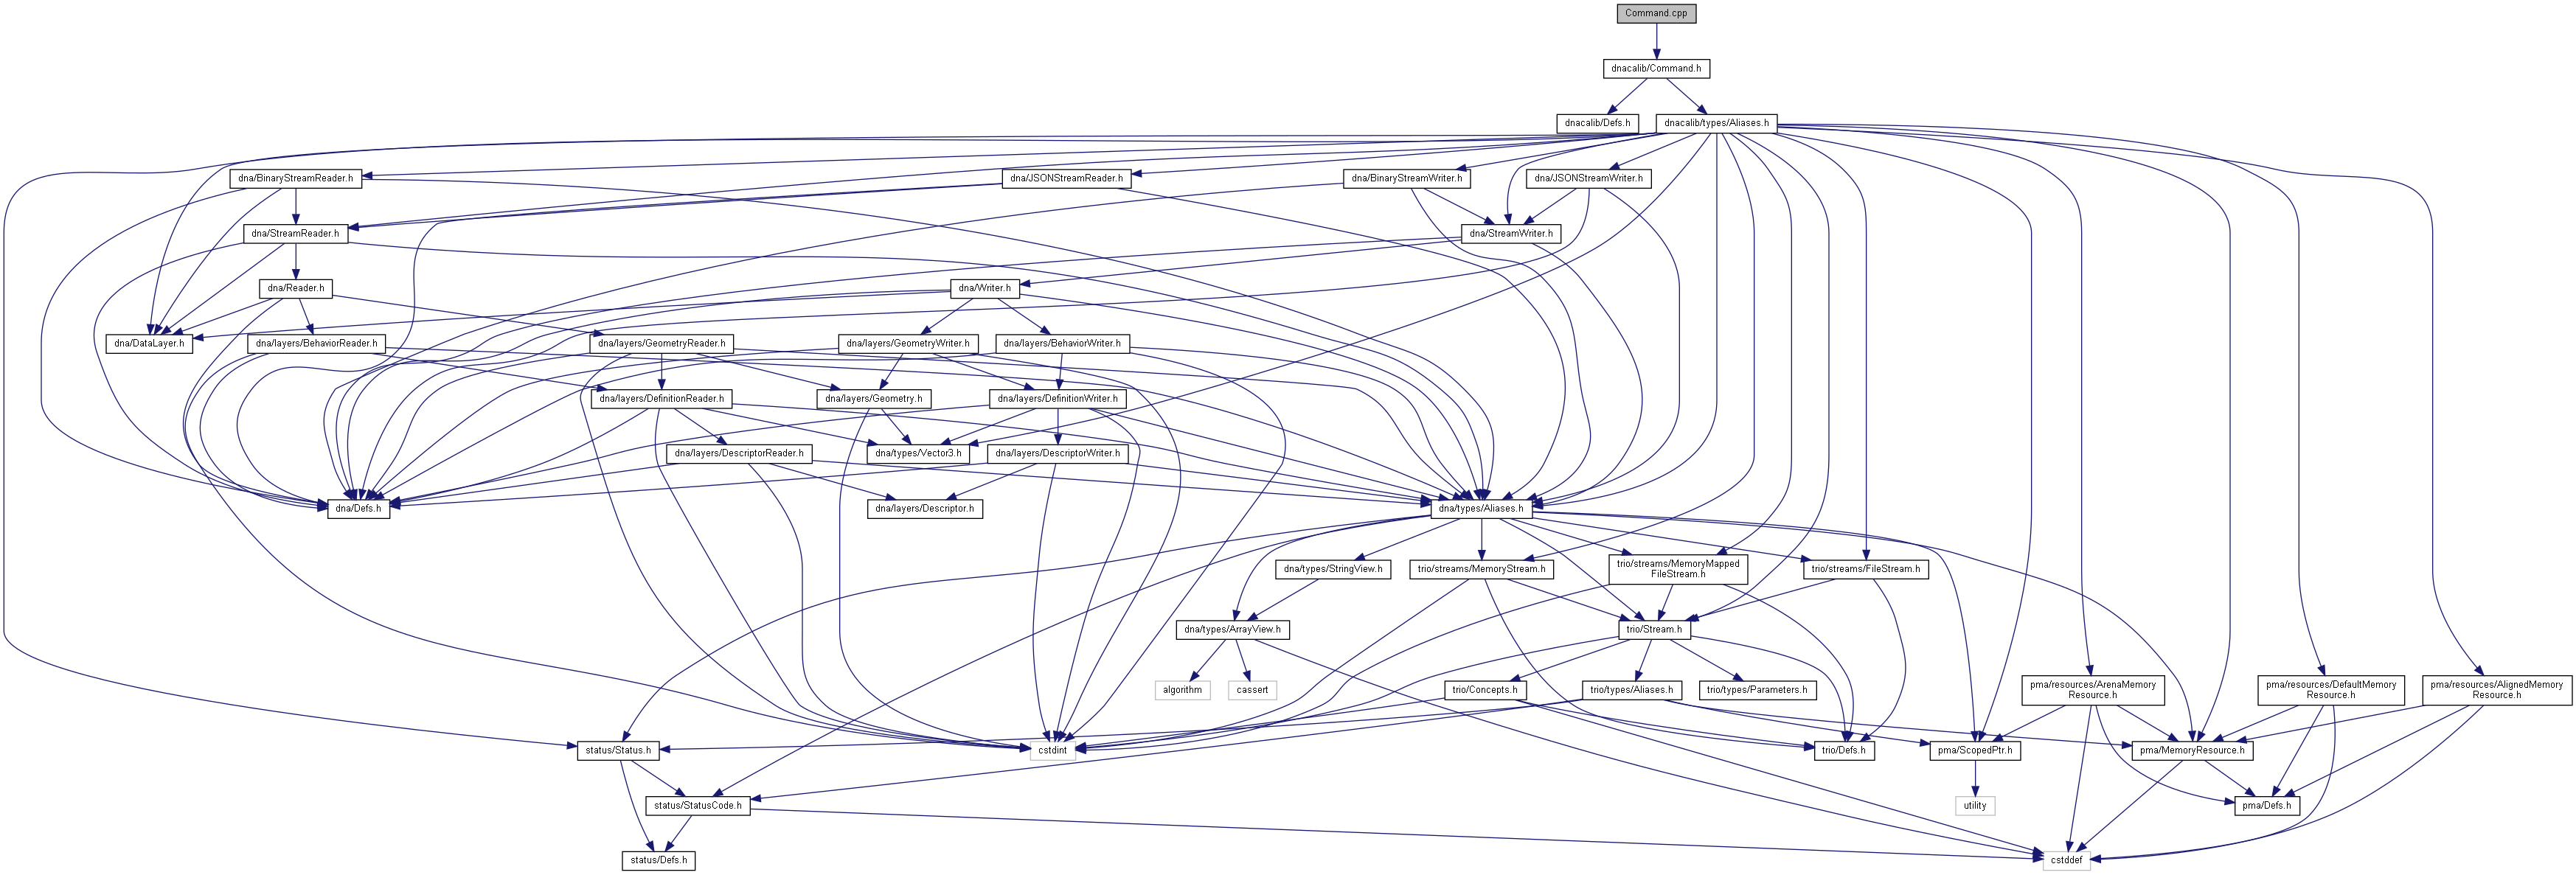 Command.cpp
dnacalib/Command.h
dnacalib/Defs.h
dnacalib/types/Aliases.h
dna/BinaryStreamReader.h
dna/JSONStreamReader.h
dna/BinaryStreamWriter.h
dna/JSONStreamWriter.h
dna/StreamReader.h
dna/StreamWriter.h
dna/Reader.h
dna/Writer.h
dna/DataLayer.h
dna/layers/BehaviorReader.h
dna/layers/GeometryReader.h
dna/layers/GeometryWriter.h
dna/layers/BehaviorWriter.h
dna/layers/DefinitionReader.h
dna/layers/Geometry.h
dna/layers/DefinitionWriter.h
dna/layers/DescriptorReader.h
dna/types/Vector3.h
dna/layers/DescriptorWriter.h
dna/Defs.h
dna/layers/Descriptor.h
dna/types/Aliases.h
dna/types/StringView.h
trio/streams/MemoryStream.h
trio/streams/MemoryMapped
FileStream.h
trio/streams/FileStream.h
dna/types/ArrayView.h
trio/Stream.h
algorithm
cassert
trio/Concepts.h
trio/types/Aliases.h
trio/types/Parameters.h
pma/resources/ArenaMemory
Resource.h
pma/resources/DefaultMemory
Resource.h
pma/resources/AlignedMemory
Resource.h
status/Status.h
cstdint
trio/Defs.h
pma/ScopedPtr.h
pma/MemoryResource.h
status/StatusCode.h
utility
pma/Defs.h
status/Defs.h
cstddef